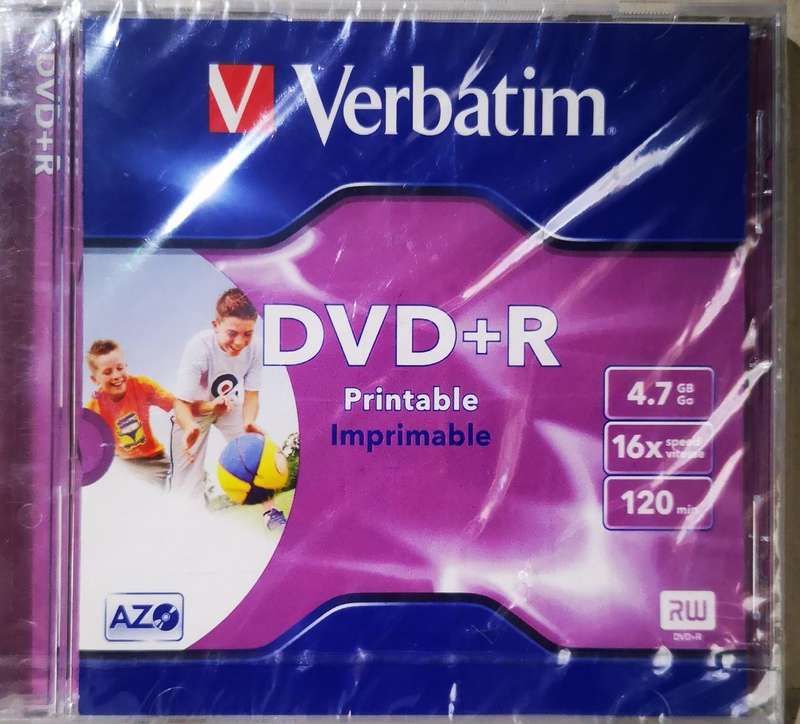 DVD+R
V Verbatim®
DVD+R
Printable
Imprimable
4.7 GB Go
16x speed vitesse
120 min
AZO
RW
DVD+R